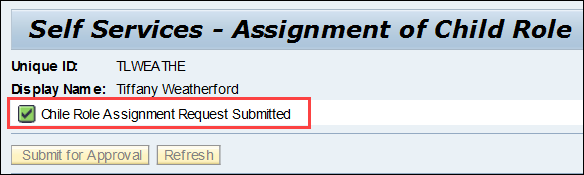 Self Services - Assignment of Child Role
Unique ID: TLWEATHE
Display Name: Tiffany Weatherford
Chile Role Assignment Request Submitted
Submit for Approval Refresh